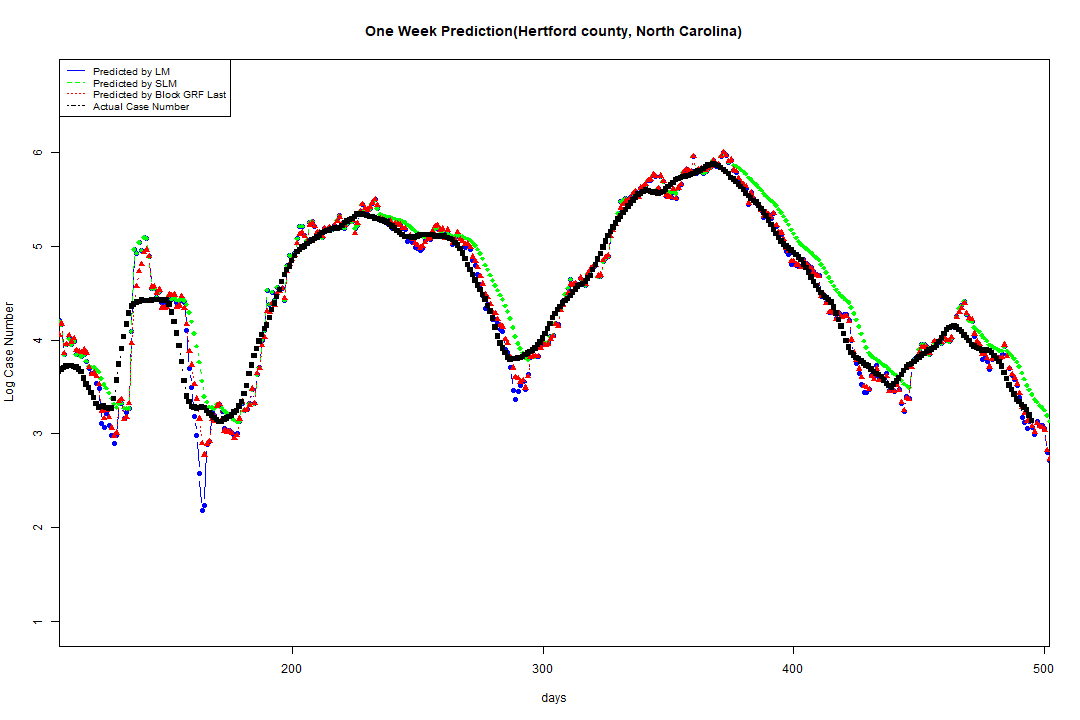 One Week Prediction(Hertford county, North Carolina)
Predicted by LM
Predicted by SLM
Predicted by Block GRF Last
Actual Case Number
Log Case Number
6
5
4
3
2
1
200 300 400 500
days